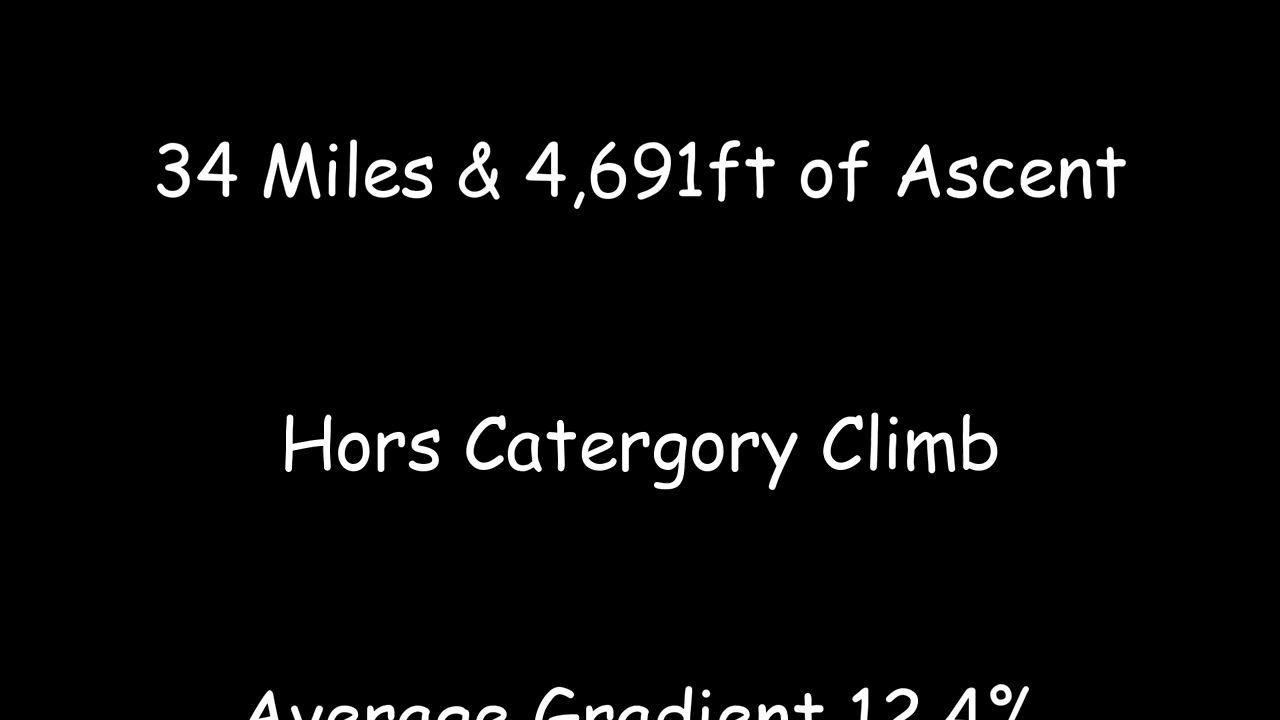 34 Miles & 4,691ft of Ascent
Hors Catergory Climb
Average Gradient 12.4%